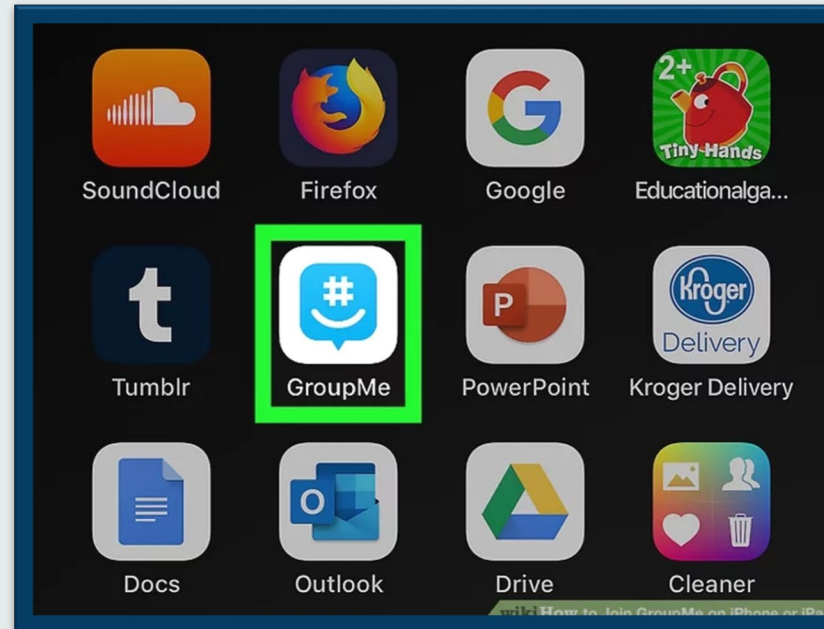 2+
Tiny Hands
SoundCloud
Firefox
Google
Educationalga...
t
#
P
Kroger
Delivery
Tumblr
GroupMe
PowerPoint
Kroger Delivery
O
Docs
Outlook
Drive
Cleaner
wikiHow to Join GroupMe on iPhone or iPa